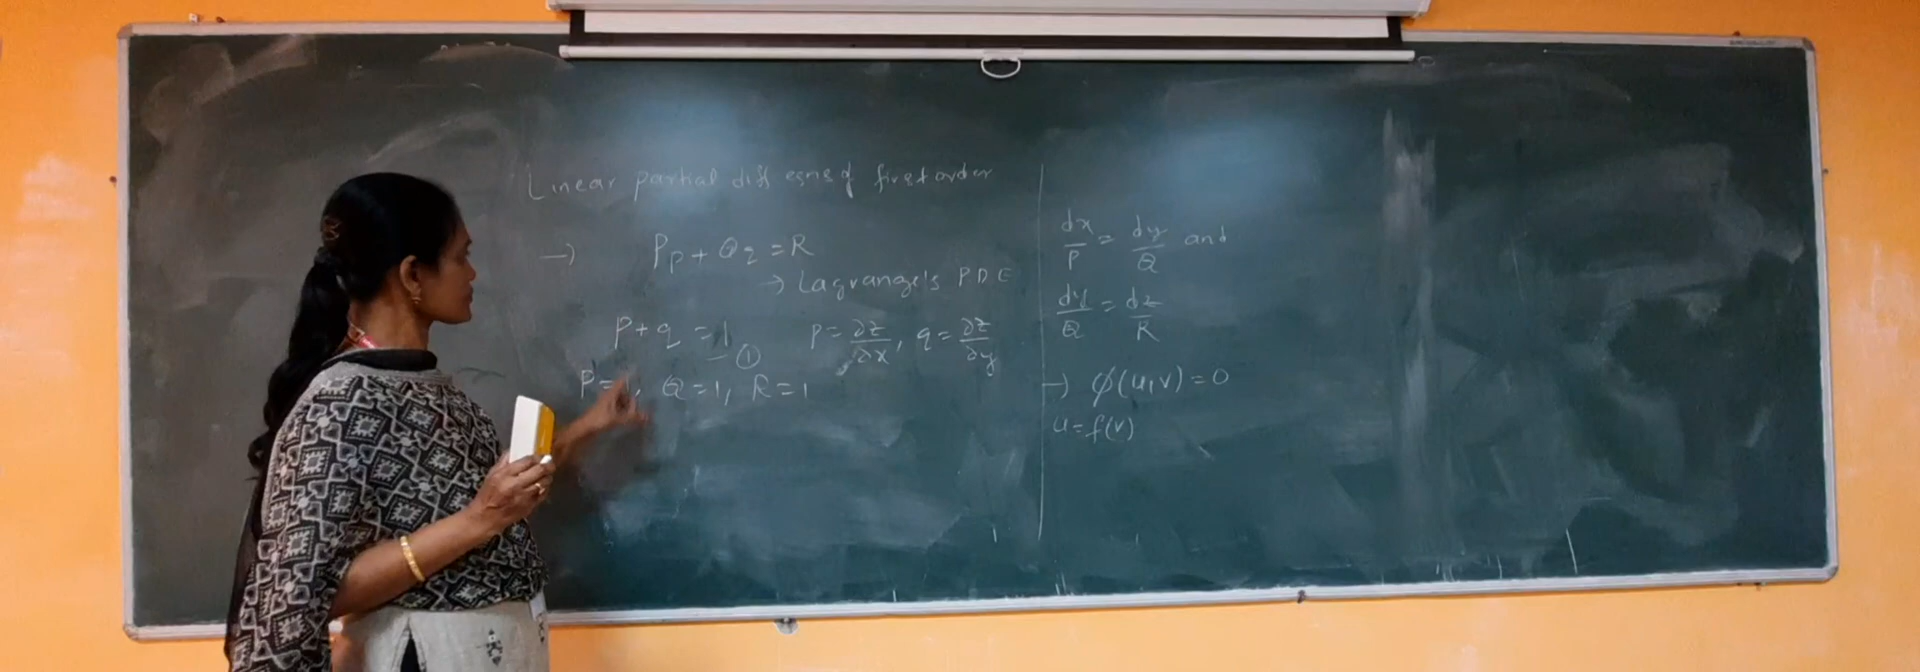 Linear partial diff eqns of first order
→ Pp + Qq = R
→ Lagrange's PDE
p + q = 1 — ① p = ∂z/∂x, q = ∂z/∂y
P = 1, Q = 1, R = 1
dx/P = dy/Q and
dy/Q = dz/R
→ ϕ(u,v) = 0
u = f(v)